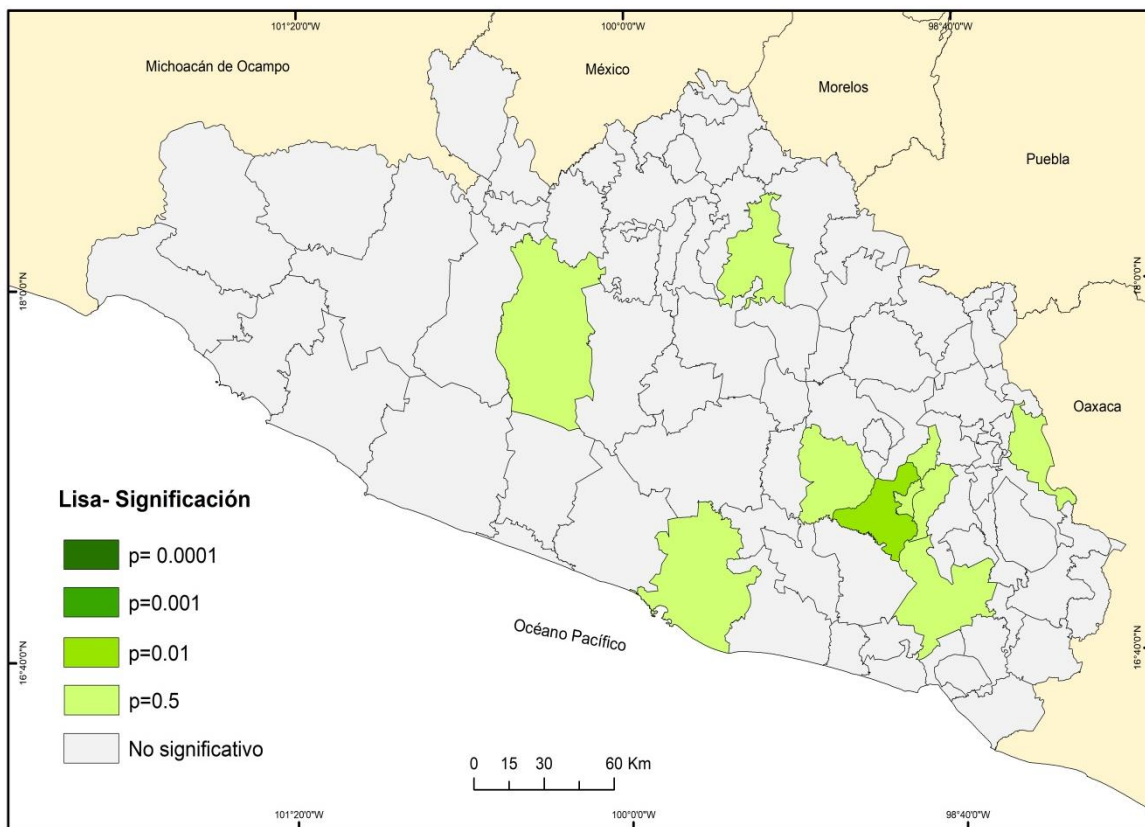 101°20'0"W
100°0'0"W
98°40'0"W
Michoacán de Ocampo
México
Morelos
Puebla
18°0'0"N
18°0'0"N
Oaxaca
Lisa- Significación
p= 0.0001
p=0.001
p=0.01
p=0.5
No significativo
Océano Pacífico
16°40'0"N
16°40'0"N
0 15 30 60 Km
101°20'0"W
100°0'0"W
98°40'0"W